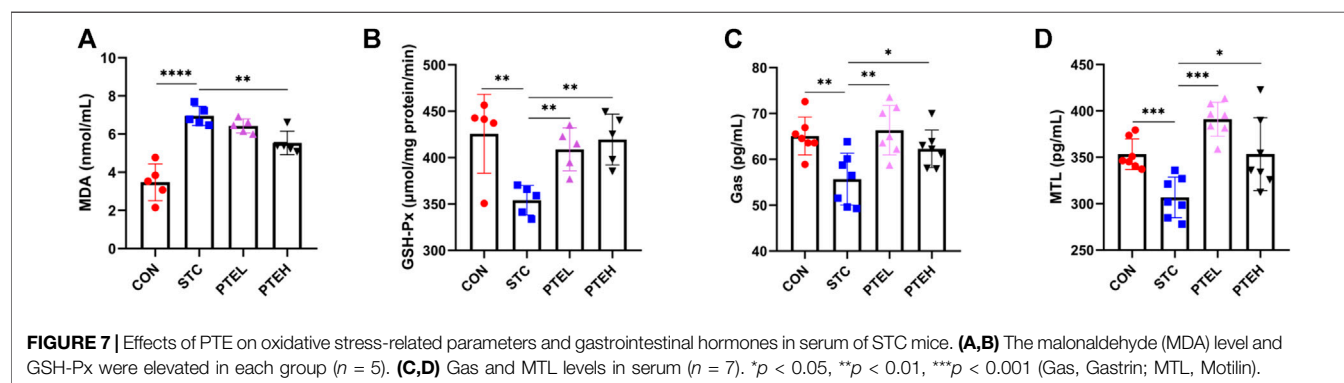 A
B
C
D
MDA (nmol/mL)
10
8
6
4
2
0
****
**
CON
STC
PTEL
PTEH
GSH-Px (μmol/mg protein/min)
500
450
400
350
300
**
**
**
CON
STC
PTEL
PTEH
Gas (pg/mL)
80
70
60
50
40
*
**
**
CON
STC
PTEL
PTEH
MTL (pg/mL)
450
400
350
300
250
*
***
***
CON
STC
PTEL
PTEH
FIGURE 7 | Effects of PTE on oxidative stress-related parameters and gastrointestinal hormones in serum of STC mice. (A,B) The malonaldehyde (MDA) level and
GSH-Px were elevated in each group (n = 5). (C,D) Gas and MTL levels in serum (n = 7). *p < 0.05, **p < 0.01, ***p < 0.001 (Gas, Gastrin; MTL, Motilin).